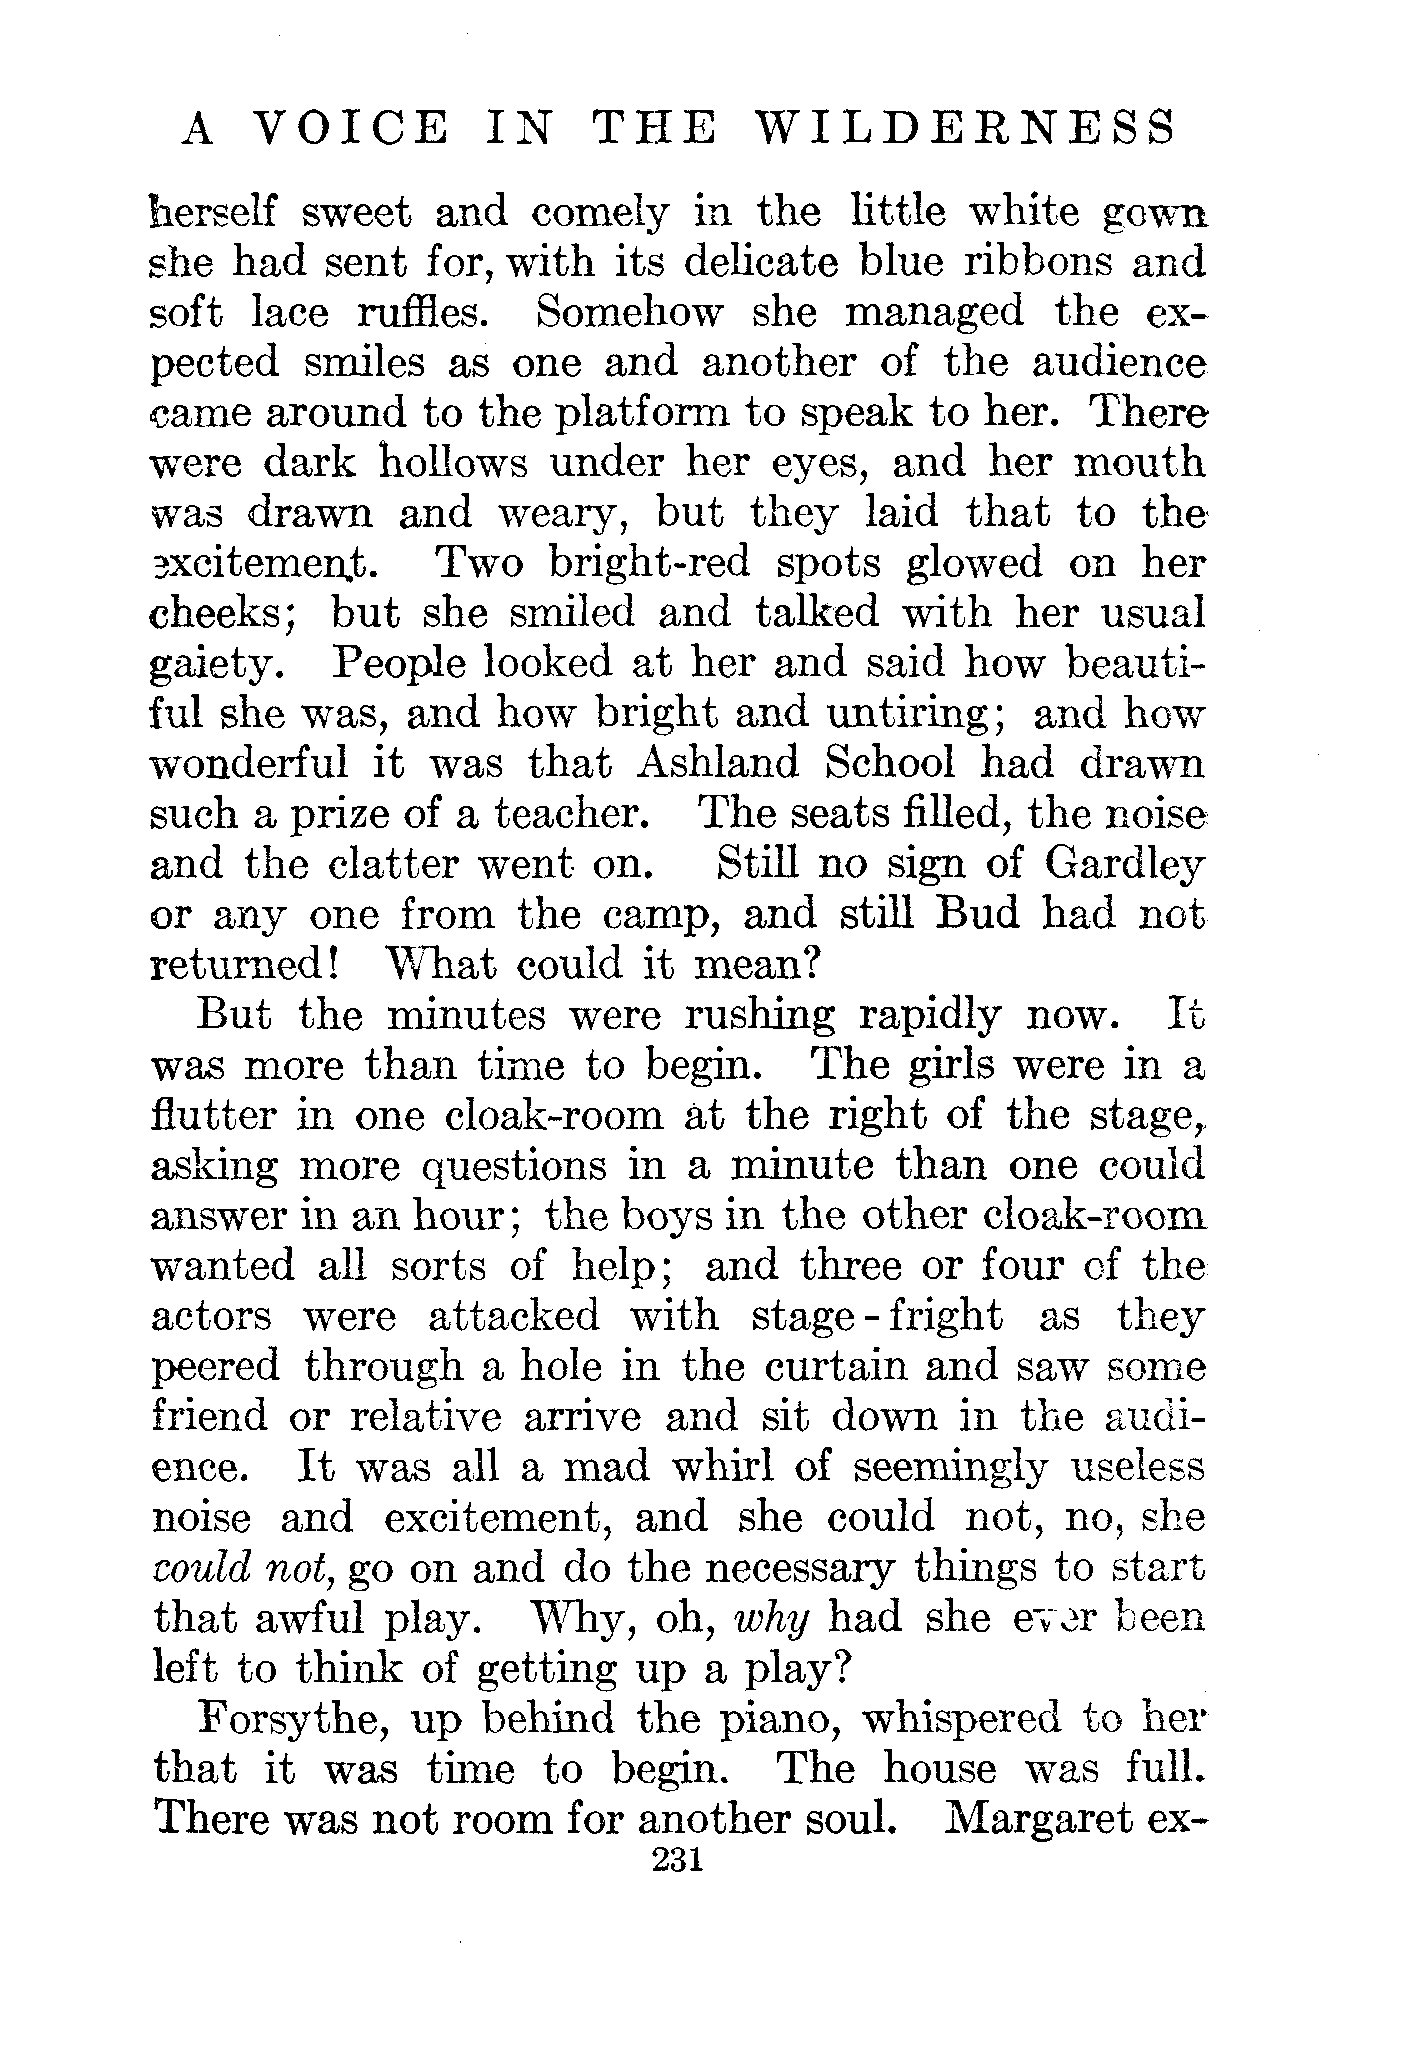 A VOICE IN THE WILDERNESS
herself sweet and comely in the little white gown
she had sent for, with its delicate blue ribbons and
soft lace ruffles. Somehow she managed the ex-
pected smiles as one and another of the audience
came around to the platform to speak to her. There
were dark hollows under her eyes, and her mouth
was drawn and weary, but they laid that to the
excitement. Two bright-red spots glowed on her
cheeks; but she smiled and talked with her usual
gaiety. People looked at her and said how beauti-
ful she was, and how bright and untiring; and how
wonderful it was that Ashland School had drawn
such a prize of a teacher. The seats filled, the noise
and the clatter went on. Still no sign of Gardley
or any one from the camp, and still Bud had not
returned! What could it mean?
But the minutes were rushing rapidly now. It
was more than time to begin. The girls were in a
flutter in one cloak-room at the right of the stage,
asking more questions in a minute than one could
answer in an hour; the boys in the other cloak-room
wanted all sorts of help; and three or four of the
actors were attacked with stage-fright as they
peered through a hole in the curtain and saw some
friend or relative arrive and sit down in the audi-
ence. It was all a mad whirl of seemingly useless
noise and excitement, and she could not, no, she
could not, go on and do the necessary things to start
that awful play. Why, oh, why had she ever been
left to think of getting up a play?
Forsythe, up behind the piano, whispered to her
that it was time to begin. The house was full.
There was not room for another soul. Margaret ex-
231